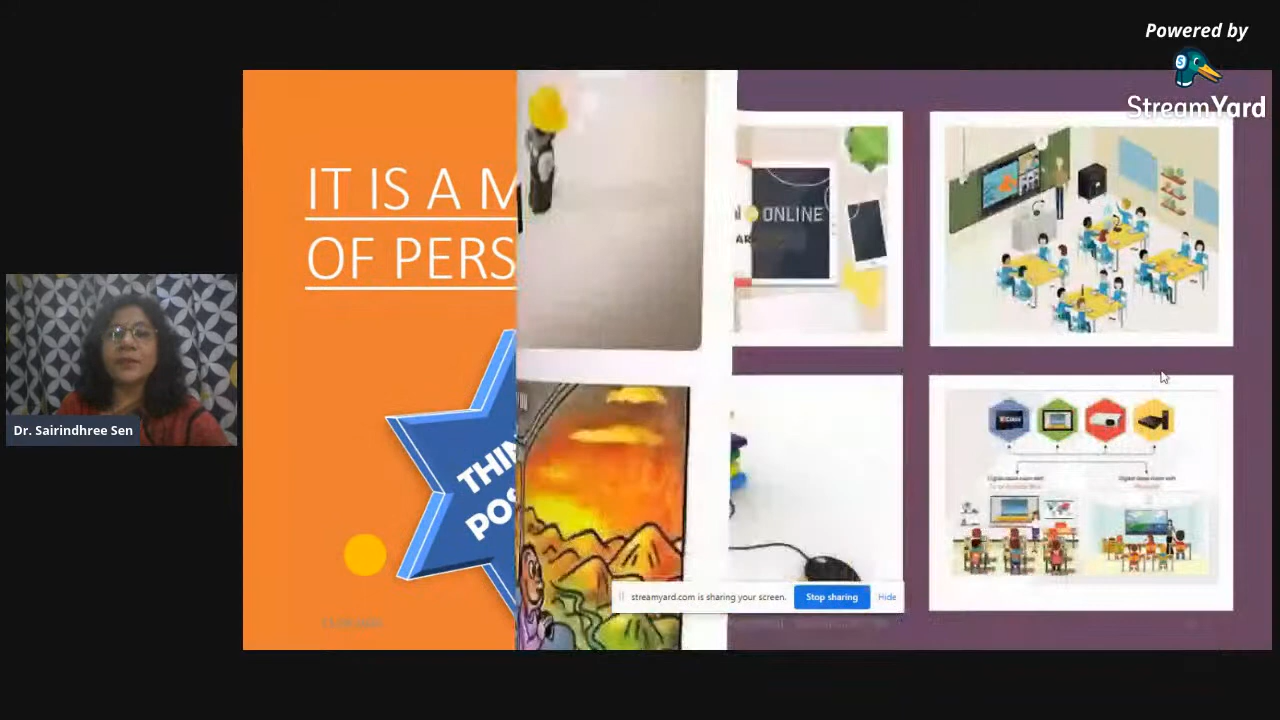 Powered by
StreamYard
IT IS A M
OF PERS
THIN
POS
ONLINE
Dr. Sairindhree Sen
streamyard.com is sharing your screen.
Stop sharing
Hide